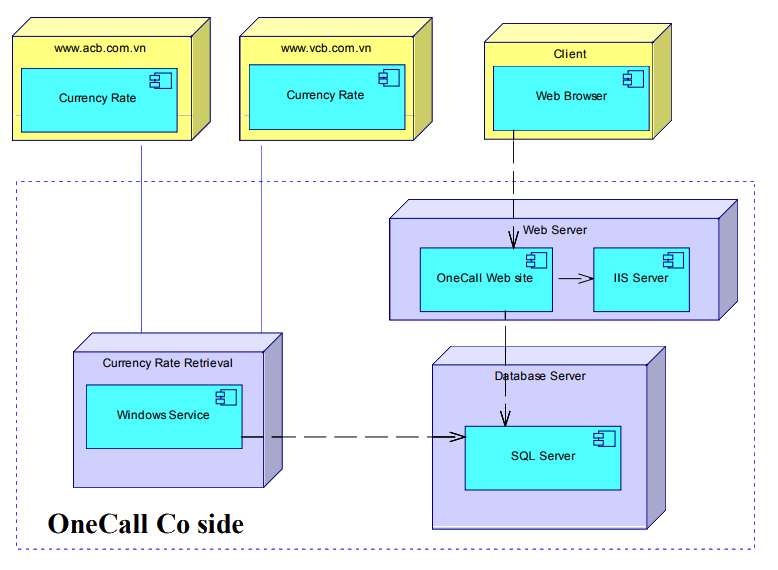 www.acb.com.vn
Currency Rate
www.vcb.com.vn
Currency Rate
Client
Web Browser
Web Server
OneCall Web site
IIS Server
Currency Rate Retrieval
Windows Service
Database Server
SQL Server
OneCall Co side